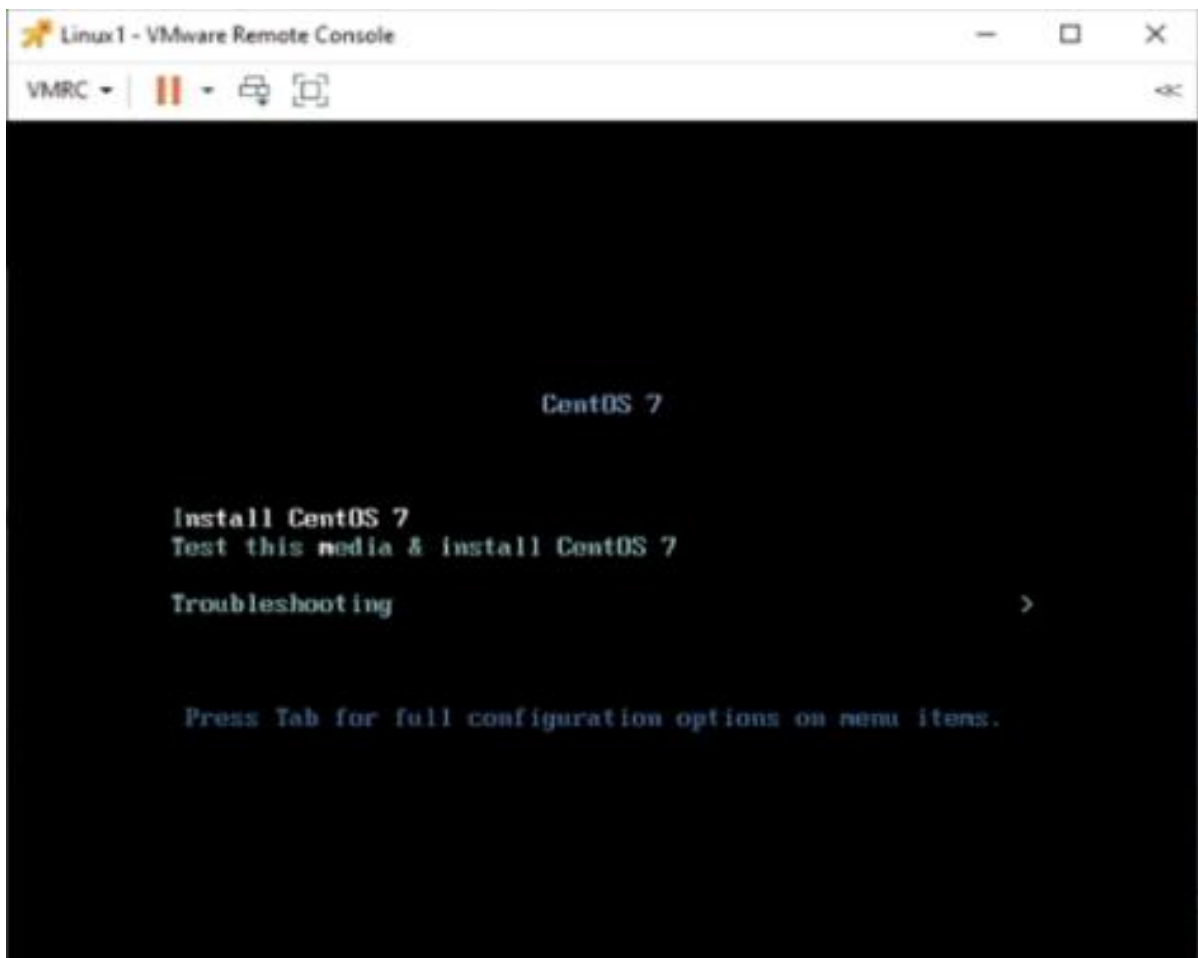 Linux1 - VMware Remote Console
VMRC
CentOS 7
Install CentOS 7
Test this media & install CentOS 7
Troubleshooting >
Press Tab for full configuration options on menu items.